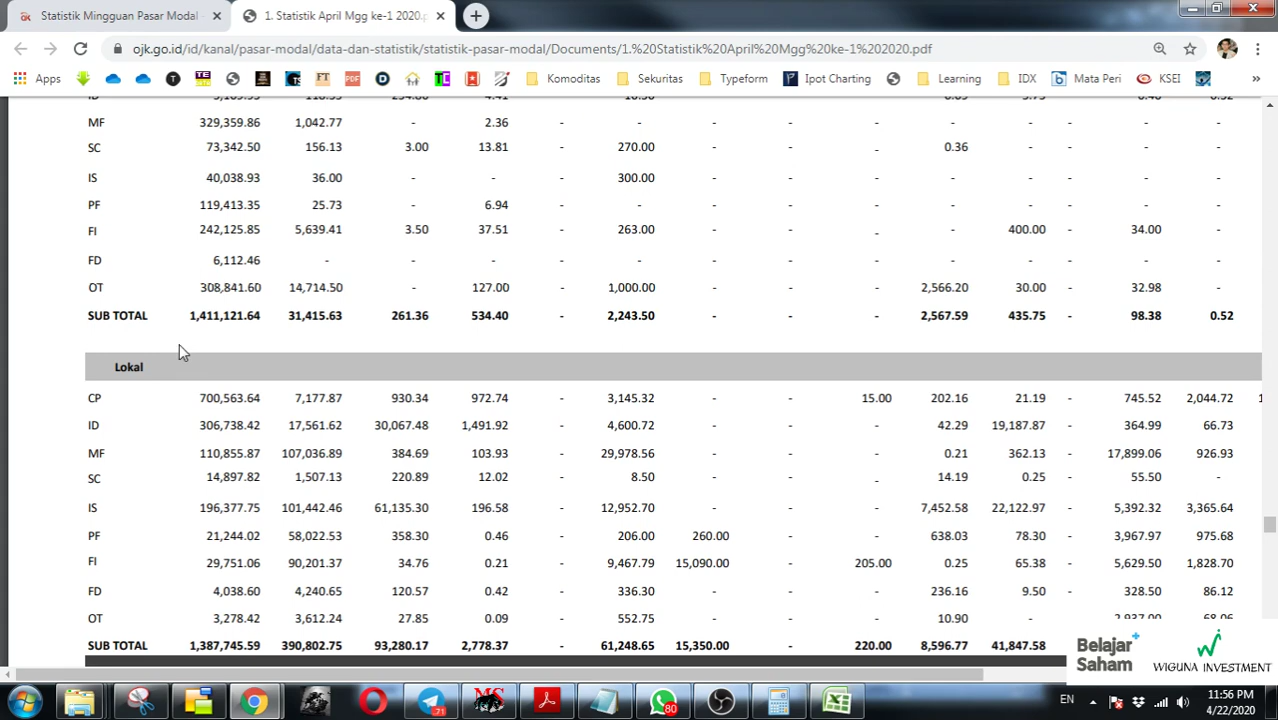 Statistik Mingguan Pasar Modal
1. Statistik April Mgg ke-1 2020.p
ojk.go.id/id/kanal/pasar-modal/data-dan-statistik/statistik-pasar-modal/Documents/1.%20Statistik%20April%20Mgg%20ke-1%202020.pdf
Apps T TE FT PDF D TC Komoditas Sekuritas Typeform Ipot Charting Learning IDX Mata Peri KSEI »
MF 329,359.86 1,042.77 - 2.36 - - - - - - - - - -
SC 73,342.50 156.13 3.00 13.81 - 270.00 - - - 0.36 - - - -
IS 40,038.93 36.00 - - - 300.00 - - - - - - - -
PF 119,413.35 25.73 - 6.94 - - - - - - - - - -
FI 242,125.85 5,639.41 3.50 37.51 - 263.00 - - - - 400.00 - 34.00 -
FD 6,112.46 - - - - - - - - - - - - -
OT 308,841.60 14,714.50 - 127.00 - 1,000.00 - - - 2,566.20 30.00 - 32.98 -
SUB TOTAL 1,411,121.64 31,415.63 261.36 534.40 - 2,243.50 - - - 2,567.59 435.75 - 98.38 0.52
Lokal
CP 700,563.64 7,177.87 930.34 972.74 - 3,145.32 - - 15.00 202.16 21.19 - 745.52 2,044.72
ID 306,738.42 17,561.62 30,067.48 1,491.92 - 4,600.72 - - - 42.29 19,187.87 - 364.99 66.73
MF 110,855.87 107,036.89 384.69 103.93 - 29,978.56 - - - 0.21 362.13 - 17,899.06 926.93
SC 14,897.82 1,507.13 220.89 12.02 - 8.50 - - - 14.19 0.25 - 55.50 -
IS 196,377.75 101,442.46 61,135.30 196.58 - 12,952.70 - - - 7,452.58 22,122.97 - 5,392.32 3,365.64
PF 21,244.02 58,022.53 358.30 0.46 - 206.00 260.00 - - 638.03 78.30 - 3,967.97 975.68
FI 29,751.06 90,201.37 34.76 0.21 - 9,467.79 15,090.00 - 205.00 0.25 65.38 - 5,629.50 1,828.70
FD 4,038.60 4,240.65 120.57 0.42 - 336.30 - - - 236.16 9.50 - 328.50 86.12
OT 3,278.42 3,612.24 27.85 0.09 - 552.75 - - - 10.90 -
SUB TOTAL 1,387,745.59 390,802.75 93,280.17 2,778.37 - 61,248.65 15,350.00 - 220.00 8,596.77 41,847.58
Belajar+
Saham
WIGUNA INVESTMENT
71 MS 80 EN 11:56 PM
4/22/2020